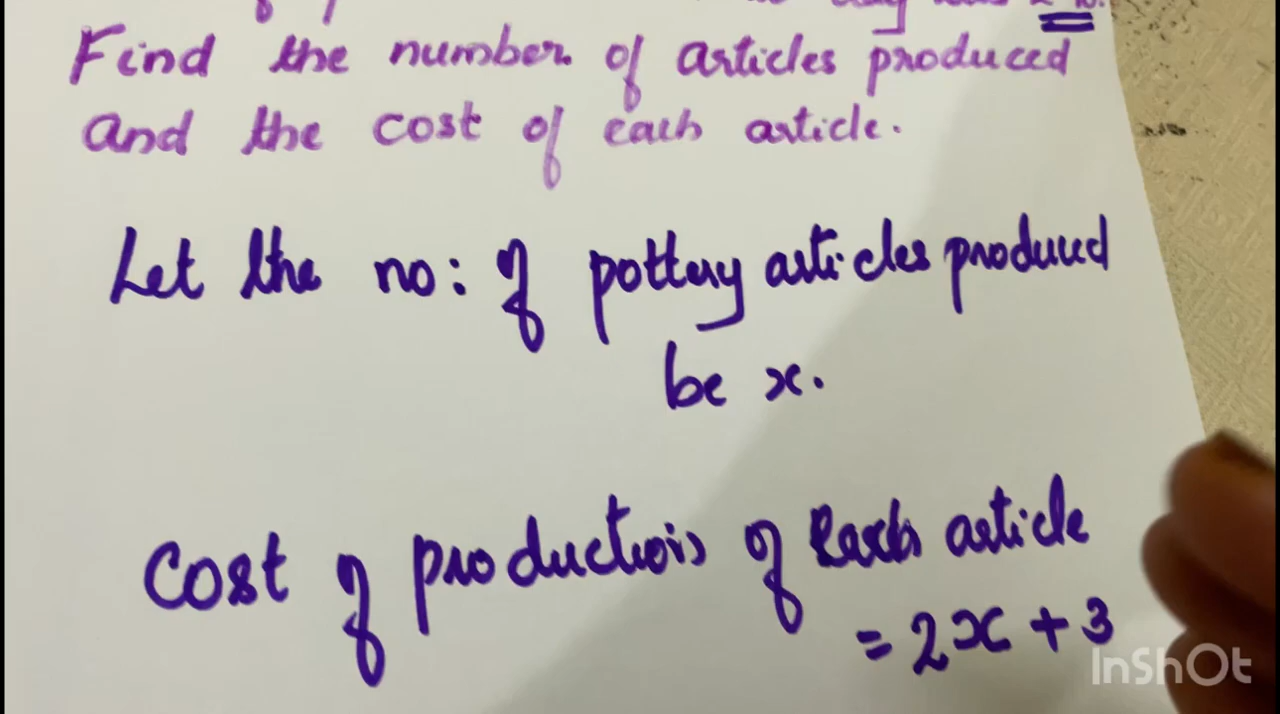 Find the number of articles produced
and the cost of each article.
Let the no: of pottery articles produced
be x.
Cost of production of each article
= 2x + 3
InShOt